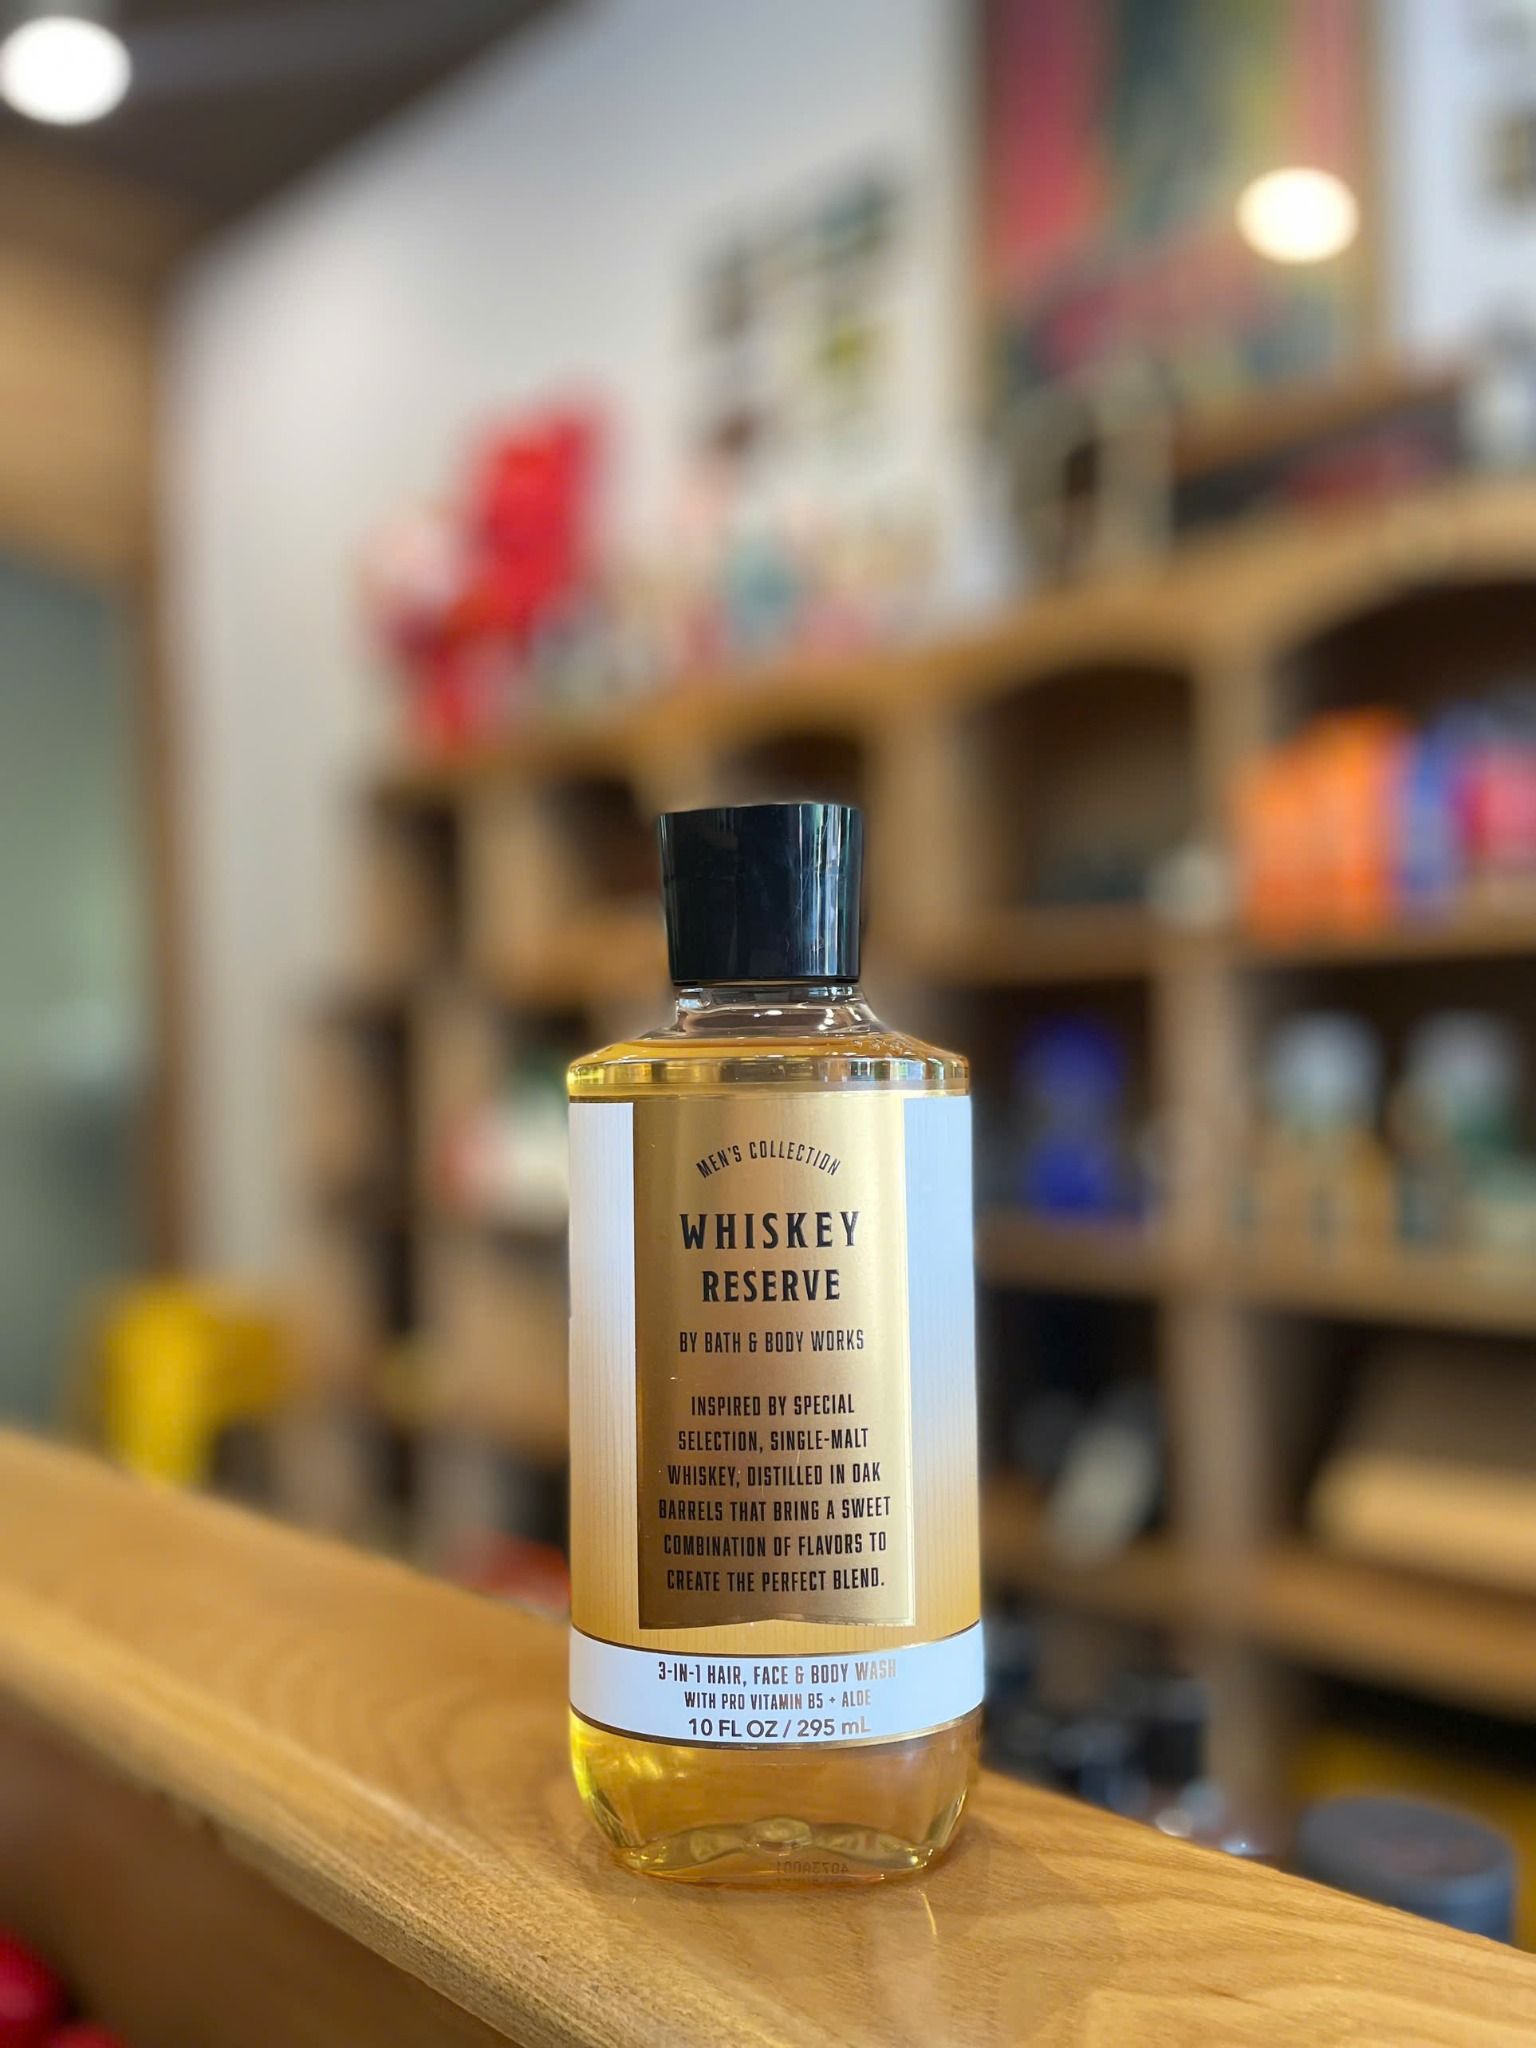 MEN'S COLLECTION
WHISKEY
RESERVE
BY BATH & BODY WORKS
INSPIRED BY SPECIAL
SELECTION, SINGLE-MALT
WHISKEY, DISTILLED IN OAK
BARRELS THAT BRING A SWEET
COMBINATION OF FLAVORS TO
CREATE THE PERFECT BLEND.
3-IN-1 HAIR, FACE & BODY WASH
WITH PRO VITAMIN B5 + ALOE
10 FL OZ / 295 mL